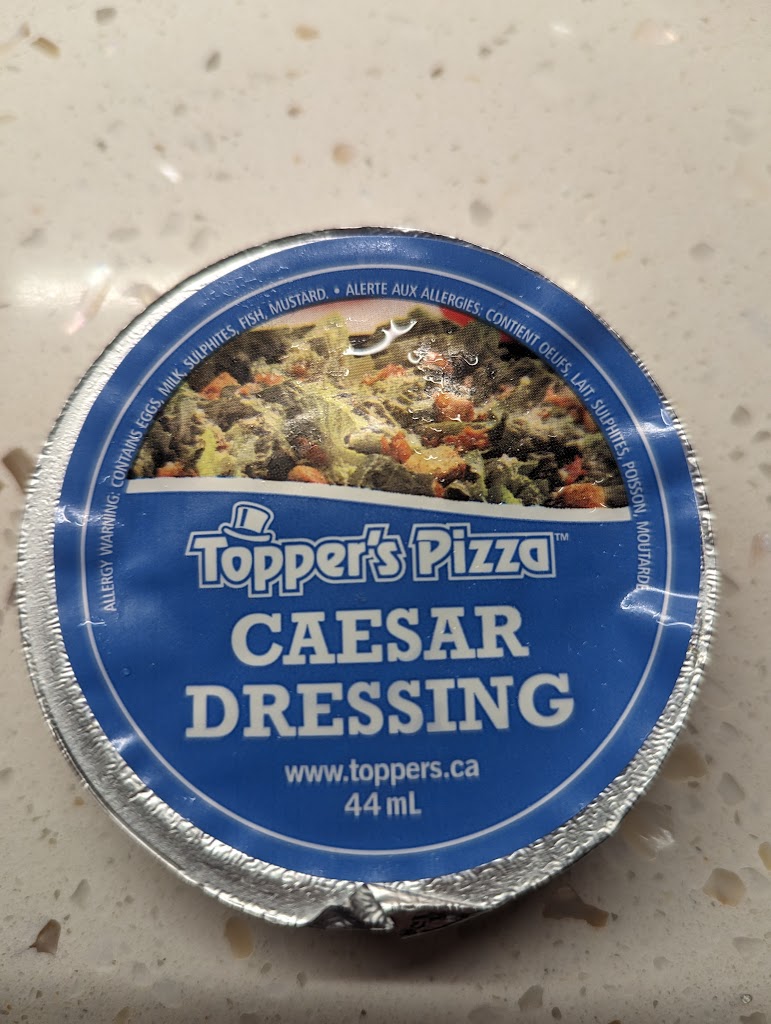 ALLERGY WARNING: CONTAINS EGGS, MILK, SULPHITES, FISH, MUSTARD. • ALERTE AUX ALLERGIES: CONTIENT OEUFS, LAIT, SULPHITES, POISSON, MOUTARDE
TOPPER'S PIZZA™
CAESAR
DRESSING
www.toppers.ca
44 mL